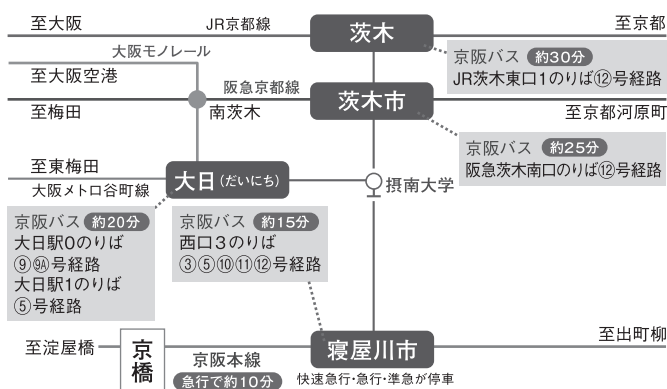 至大阪
JR京都線
茨木
至京都
大阪モノレール
京阪バス 約30分
JR茨木東口1のりば⑫号経路
至大阪空港
阪急京都線
茨木市
至梅田
南茨木
至京都河原町
京阪バス 約25分
阪急茨木南口のりば⑫号経路
至東梅田
大阪メトロ谷町線
大日(だいにち)
摂南大学
京阪バス 約20分
大日駅0のりば
⑨9A号経路
大日駅1のりば
⑤号経路
京阪バス 約15分
西口3のりば
③⑤⑩⑪⑫号経路
至淀屋橋
京橋
京阪本線
急行で約10分
寝屋川市
快速急行・急行・準急が停車
至出町柳